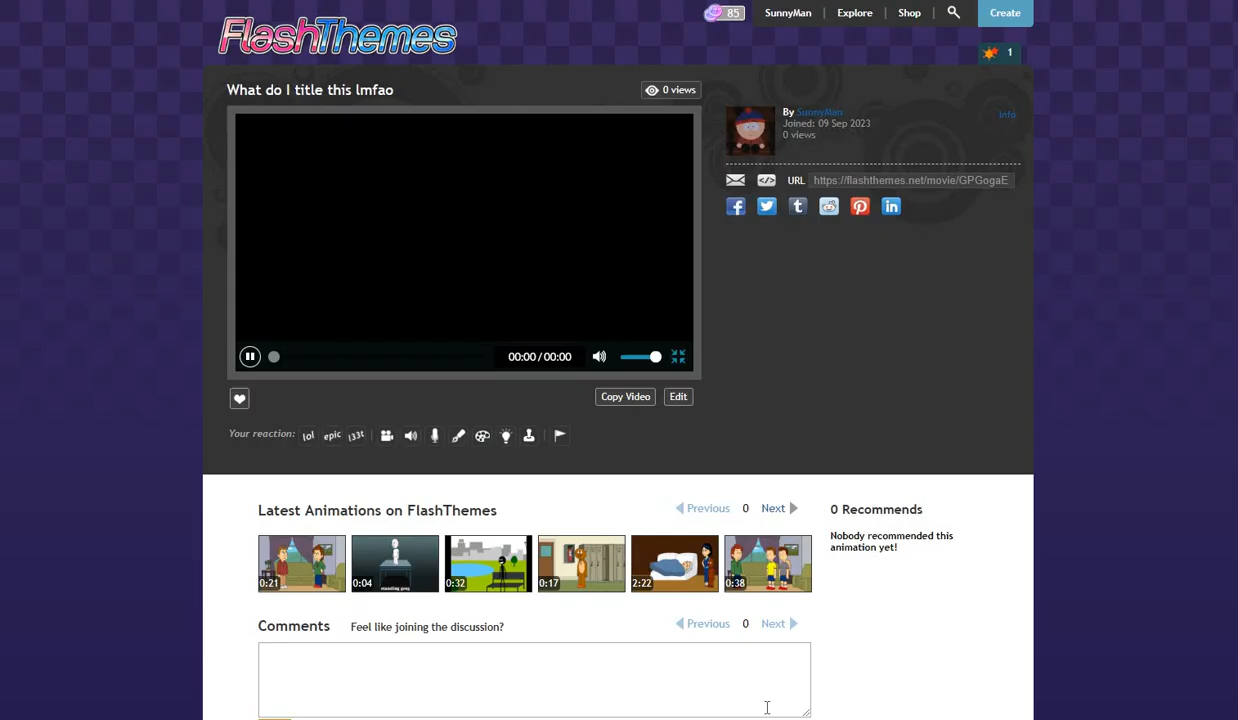 85 SunnyMan Explore Shop Create
FlashThemes
1
What do I title this lmfao
0 views
By SunnyMan
Info
Joined: 09 Sep 2023
0 views
URL https://flashthemes.net/movie/GPGogaE
00:00 / 00:00
Copy Video Edit
Your reaction: lol epic l33t
Latest Animations on FlashThemes
Previous 0 Next
0 Recommends
Nobody recommended this
animation yet!
0:21 0:04 0:32 0:17 2:22 0:38
Comments Feel like joining the discussion?
Previous 0 Next